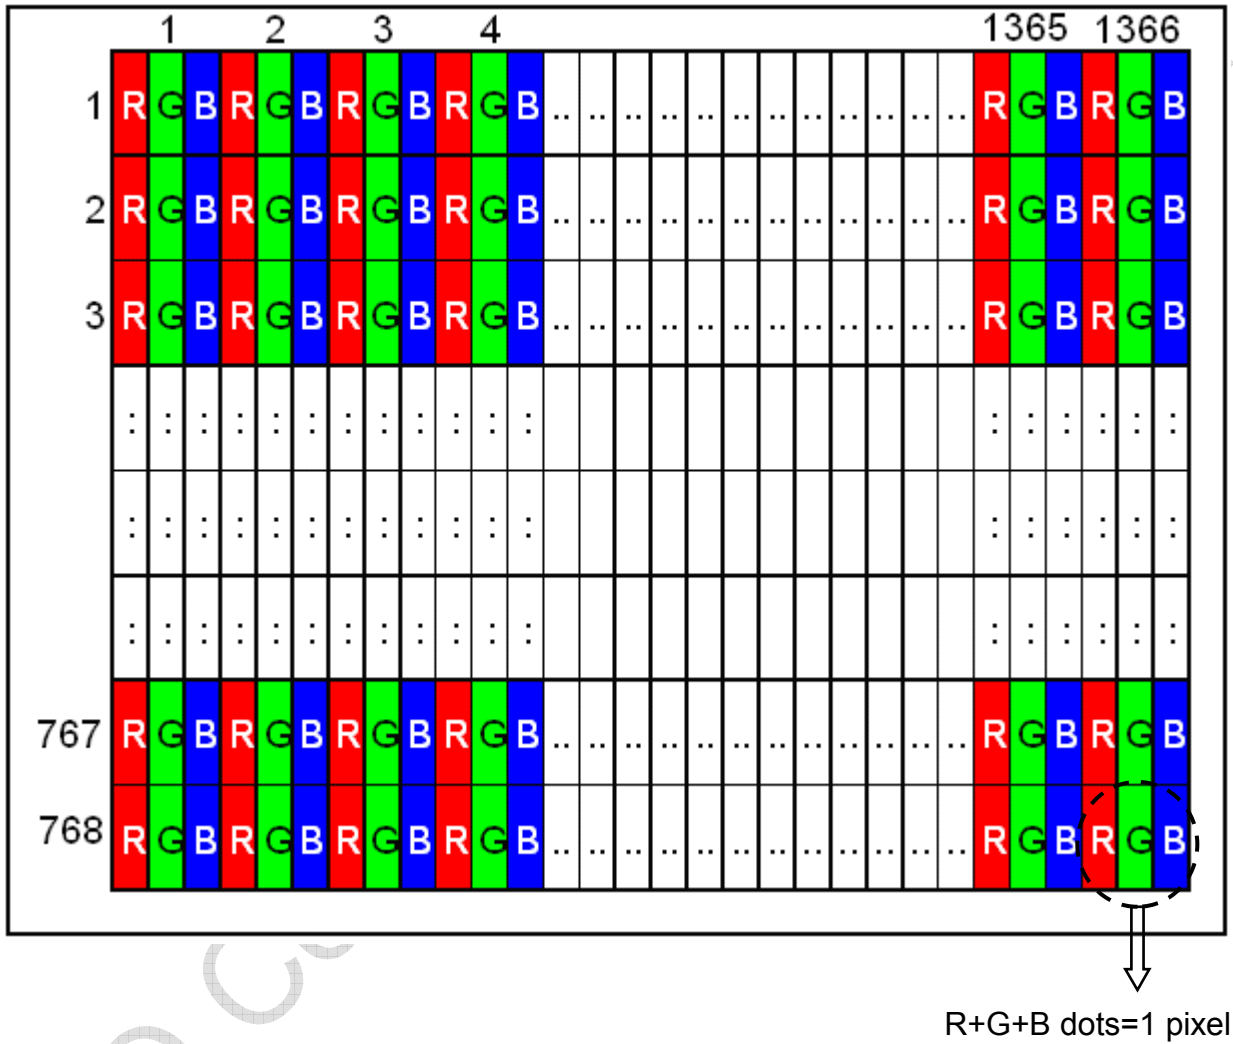 1 2 3 4 1365 1366
1 R G B R G B R G B R G B .. .. .. .. .. .. .. .. .. .. .. .. R G B R G B
2 R G B R G B R G B R G B .. .. .. .. .. .. .. .. .. .. .. .. R G B R G B
3 R G B R G B R G B R G B .. .. .. .. .. .. .. .. .. .. .. .. R G B R G B
: : : : : : : : : : : : : : : : : :
: : : : : : : : : : : : : : : : : :
: : : : : : : : : : : : : : : : : :
767 R G B R G B R G B R G B .. .. .. .. .. .. .. .. .. .. .. .. R G B R G B
768 R G B R G B R G B R G B .. .. .. .. .. .. .. .. .. .. .. .. R G B R G B
R+G+B dots=1 pixel